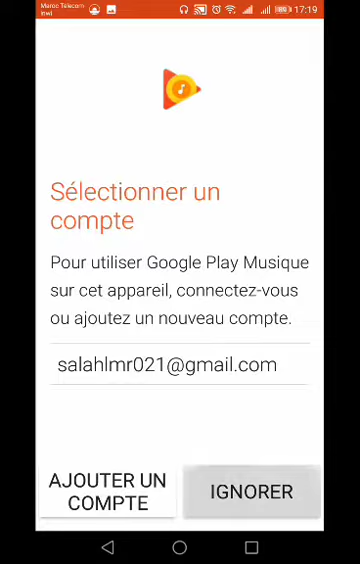 Maroc Telecom
inwi
17:19
Sélectionner un
compte
Pour utiliser Google Play Musique
sur cet appareil, connectez-vous
ou ajoutez un nouveau compte.
salahlmr021@gmail.com
AJOUTER UN
COMPTE
IGNORER